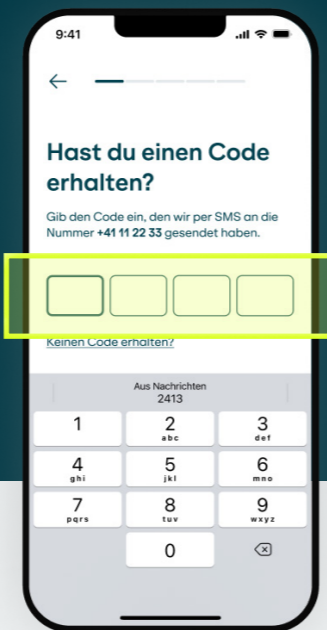 9:41
Hast du einen Code
erhalten?
Gib den Code ein, den wir per SMS an die
Nummer +41 11 22 33 gesendet haben.
Keinen Code erhalten?
Aus Nachrichten
2413
1 2 3
abc def
4 5 6
ghi jkl mno
7 8 9
pqrs tuv wxyz
0